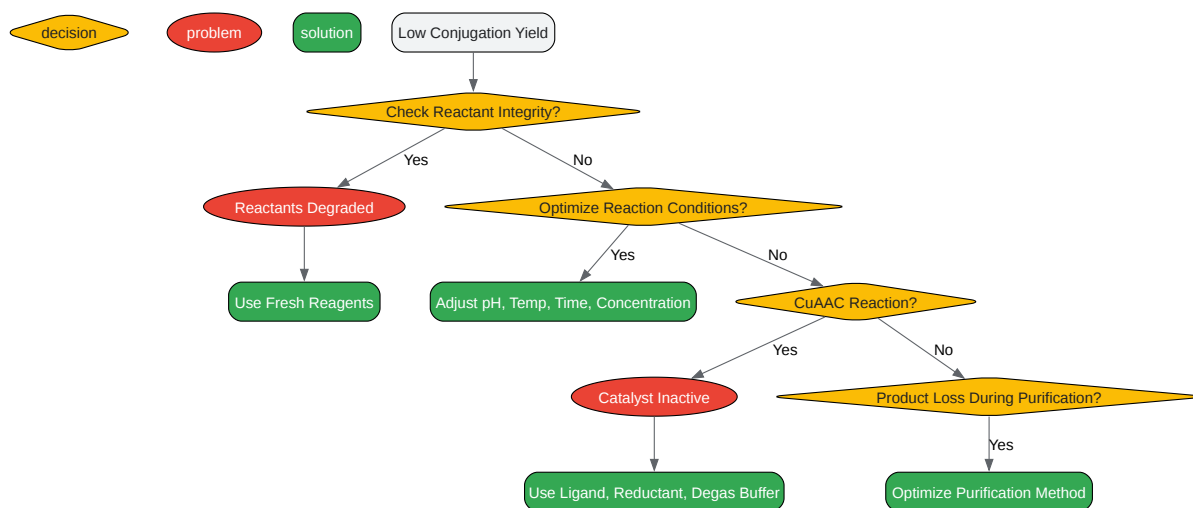 decision
problem
solution
Low Conjugation Yield
Check Reactant Integrity?
Yes
No
Reactants Degraded
Optimize Reaction Conditions?
Yes
No
Use Fresh Reagents
Adjust pH, Temp, Time, Concentration
CuAAC Reaction?
Yes
No
Catalyst Inactive
Product Loss During Purification?
Yes
Use Ligand, Reductant, Degas Buffer
Optimize Purification Method